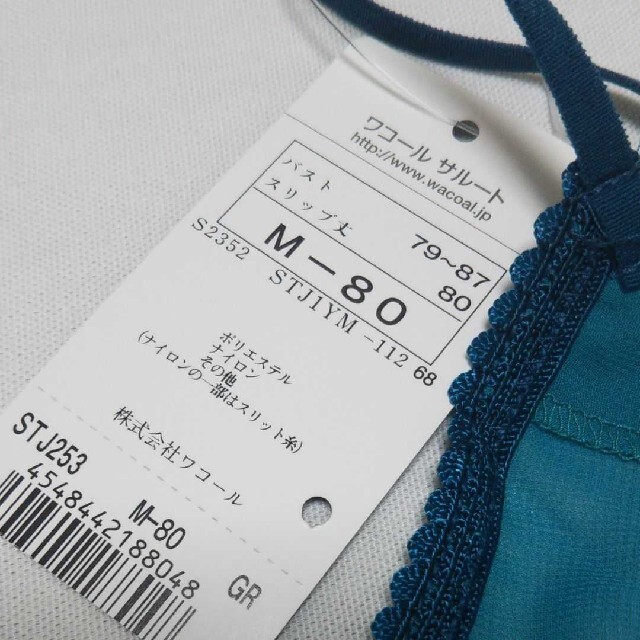 ワコール サルート
http://www.wacoal.jp
バスト 79~87
スリップ丈 80
M-80
S2352 STJ1YM -112 68
ポリエステル
ナイロン
その他
(ナイロンの一部はスリット糸)
株式会社ワコール
STJ253 M-80 GR
4548442188048